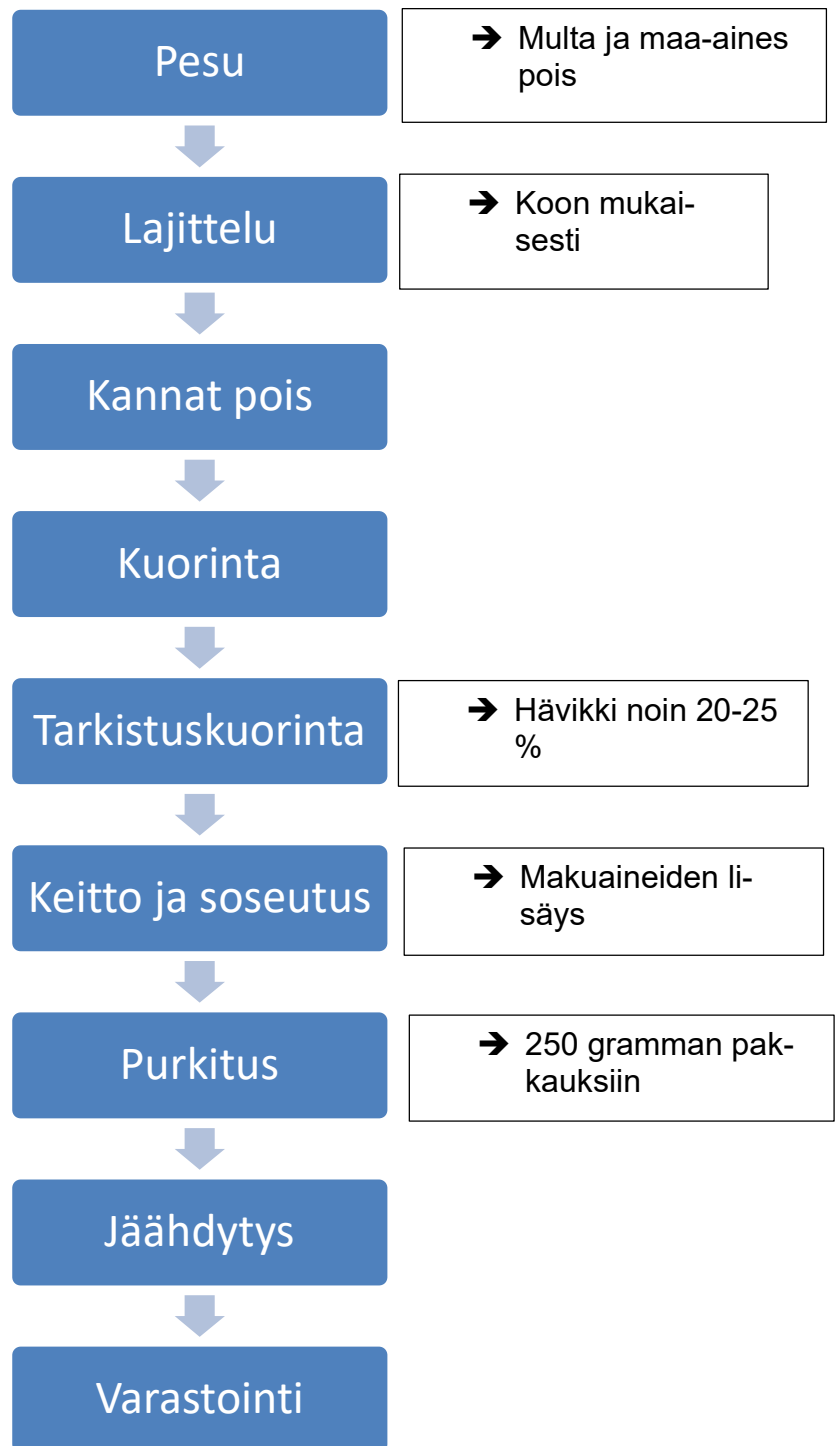 Pesu
➔ Multa ja maa-aines
pois
Lajittelu
➔ Koon mukai-
sesti
Kannat pois
Kuorinta
Tarkistuskuorinta
➔ Hävikki noin 20-25
%
Keitto ja soseutus
➔ Makuaineiden li-
säys
Purkitus
➔ 250 gramman pak-
kauksiin
Jäähdytys
Varastointi